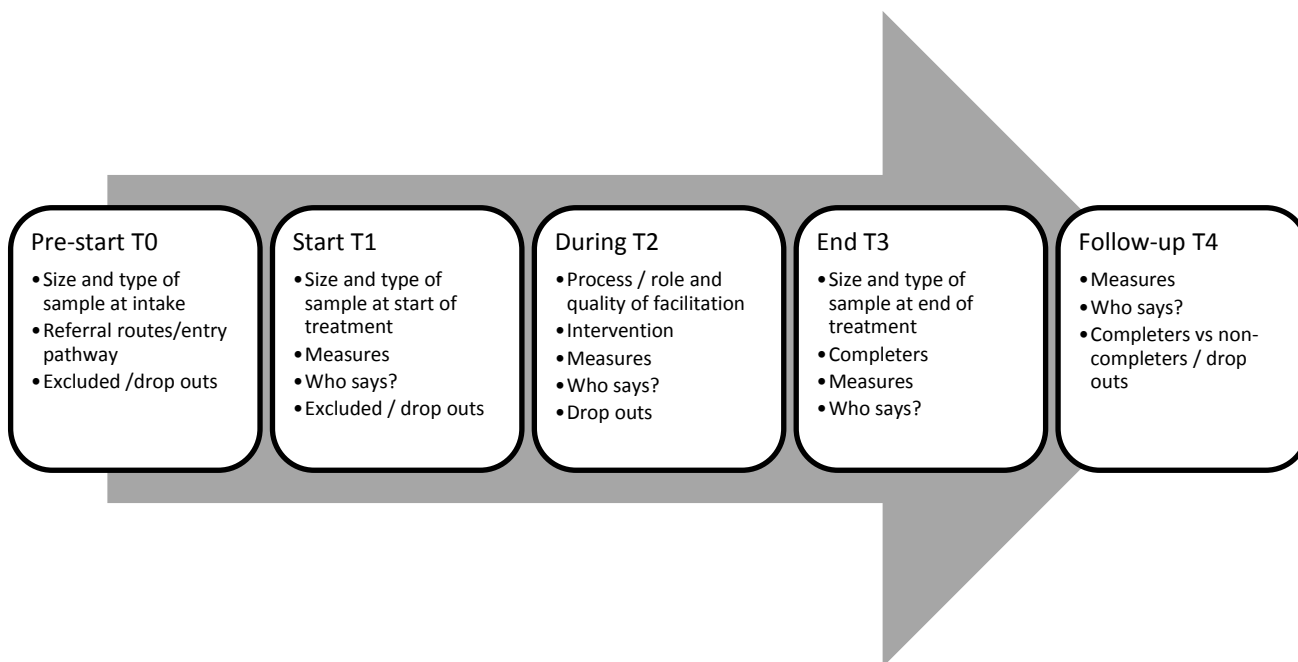 Pre-start T0
•Size and type of
sample at intake
•Referral routes/entry
pathway
•Excluded /drop outs
Start T1
•Size and type of
sample at start of
treatment
•Measures
•Who says?
•Excluded / drop outs
During T2
•Process / role and
quality of facilitation
•Intervention
•Measures
•Who says?
•Drop outs
End T3
•Size and type of
sample at end of
treatment
•Completers
•Measures
•Who says?
Follow-up T4
•Measures
•Who says?
•Completers vs non-
completers / drop
outs